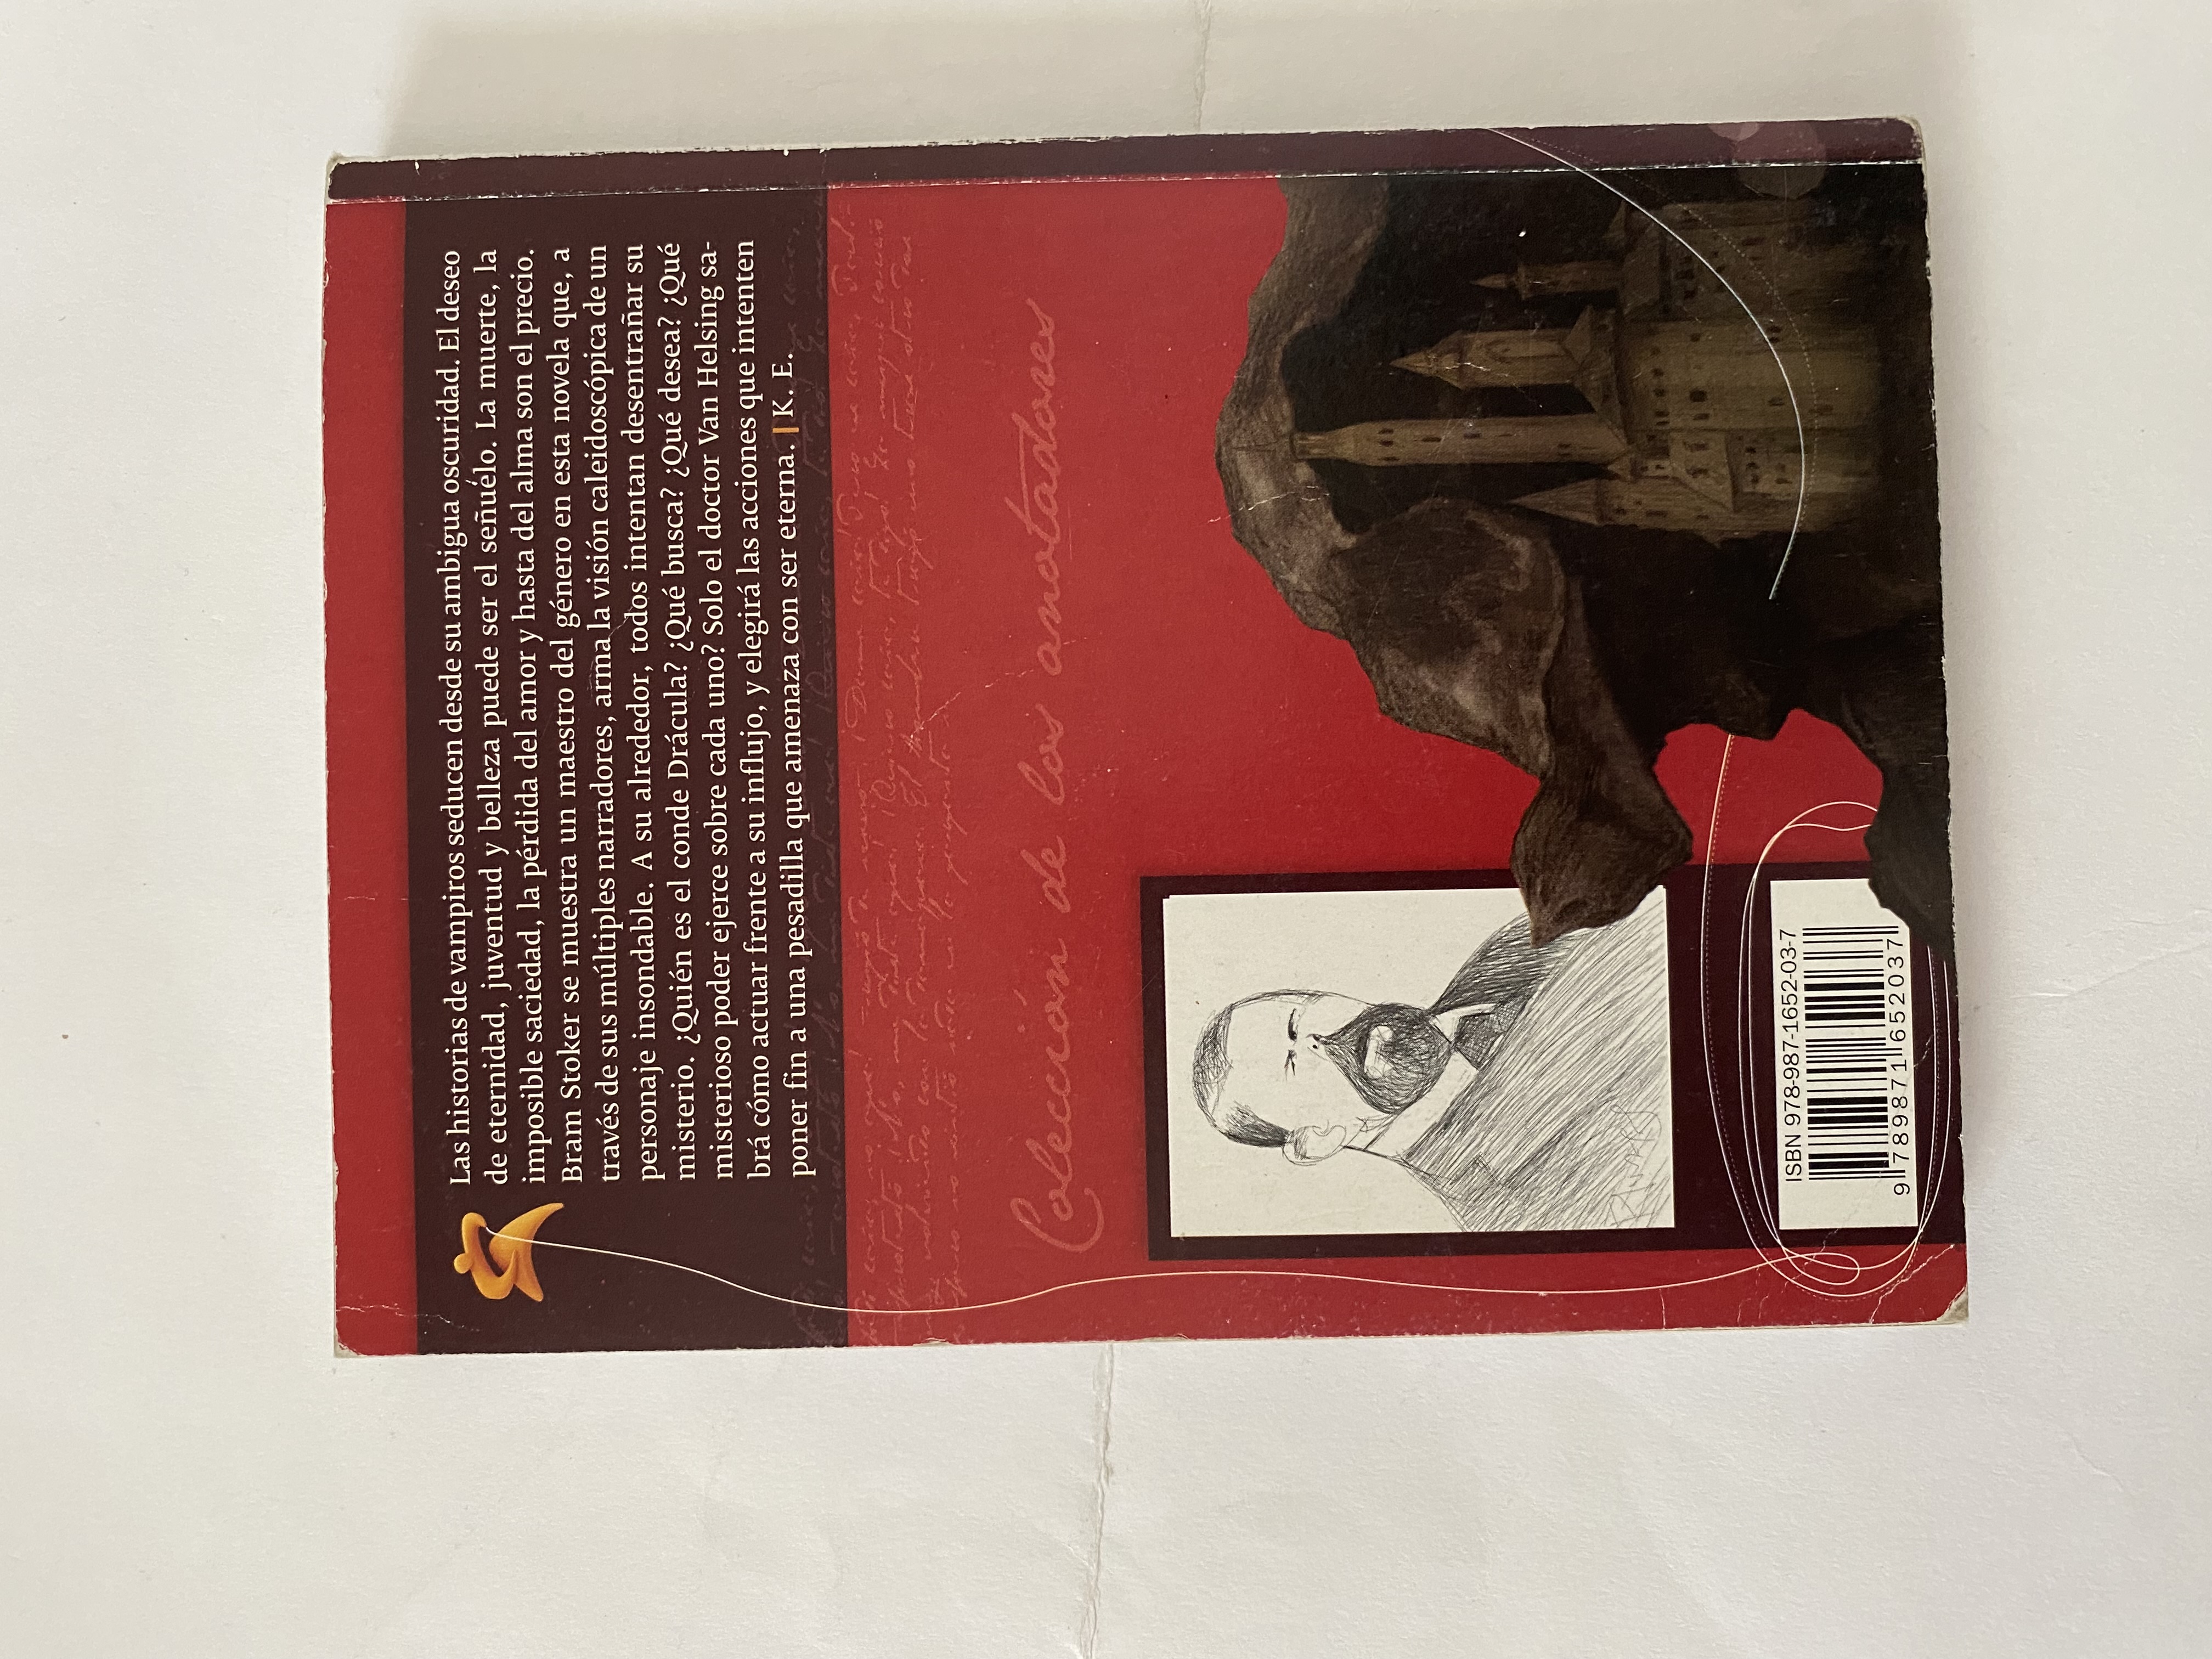 Las historias de vampiros seducen desde su ambigua oscuridad. El deseo
de eternidad, juventud y belleza puede ser el señuelo. La muerte, la
imposible saciedad, la pérdida del amor y hasta del alma son el precio.
Bram Stoker se muestra un maestro del género en esta novela que, a
través de sus múltiples narradores, arma la visión caleidoscópica de un
personaje insondable. A su alrededor, todos intentan desentrañar su
misterio. ¿Quién es el conde Drácula? ¿Qué busca? ¿Qué desea? ¿Qué
misterioso poder ejerce sobre cada uno? Solo el doctor Van Helsing sa-
brá cómo actuar frente a su influjo, y elegirá las acciones que intenten
poner fin a una pesadilla que amenaza con ser eterna. | K. E.
Colección de los anotadores
ISBN 978-987-1652-03-7
9 789871 652037